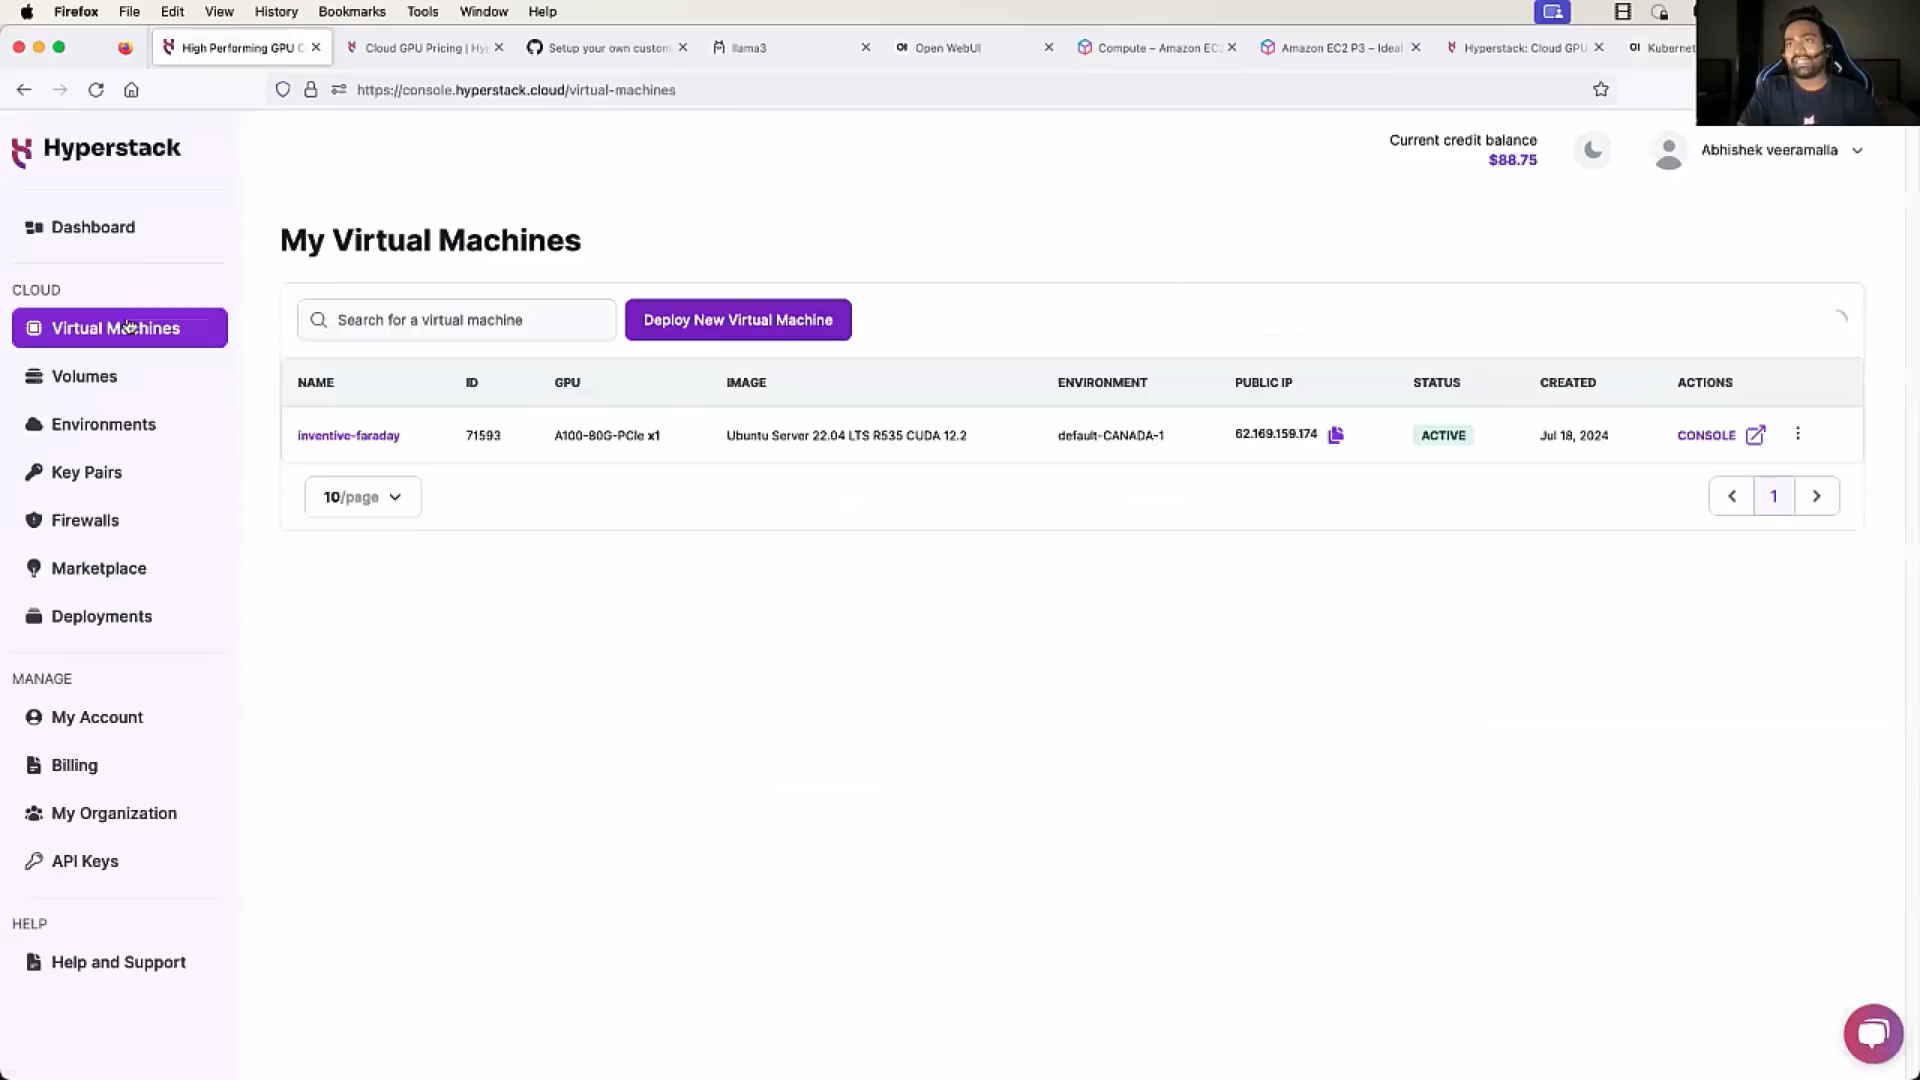 Firefox File Edit View History Bookmarks Tools Window Help
High Performing GPU C
Cloud GPU Pricing | Hy
Setup your own custom
llama3
OI Open WebUI
Compute – Amazon EC2
Amazon EC2 P3 – Ideal
Hyperstack: Cloud GPU
OI Kubernet
https://console.hyperstack.cloud/virtual-machines
Hyperstack
Current credit balance
$88.75
Abhishek veeramalla
Dashboard
CLOUD
Virtual Machines
Volumes
Environments
Key Pairs
Firewalls
Marketplace
Deployments
MANAGE
My Account
Billing
My Organization
API Keys
HELP
Help and Support
My Virtual Machines
Search for a virtual machine
Deploy New Virtual Machine
NAME ID GPU IMAGE ENVIRONMENT PUBLIC IP STATUS CREATED ACTIONS
inventive-faraday 71593 A100-80G-PCIe x1 Ubuntu Server 22.04 LTS R535 CUDA 12.2 default-CANADA-1 62.169.159.174 ACTIVE Jul 18, 2024 CONSOLE
10/page
1